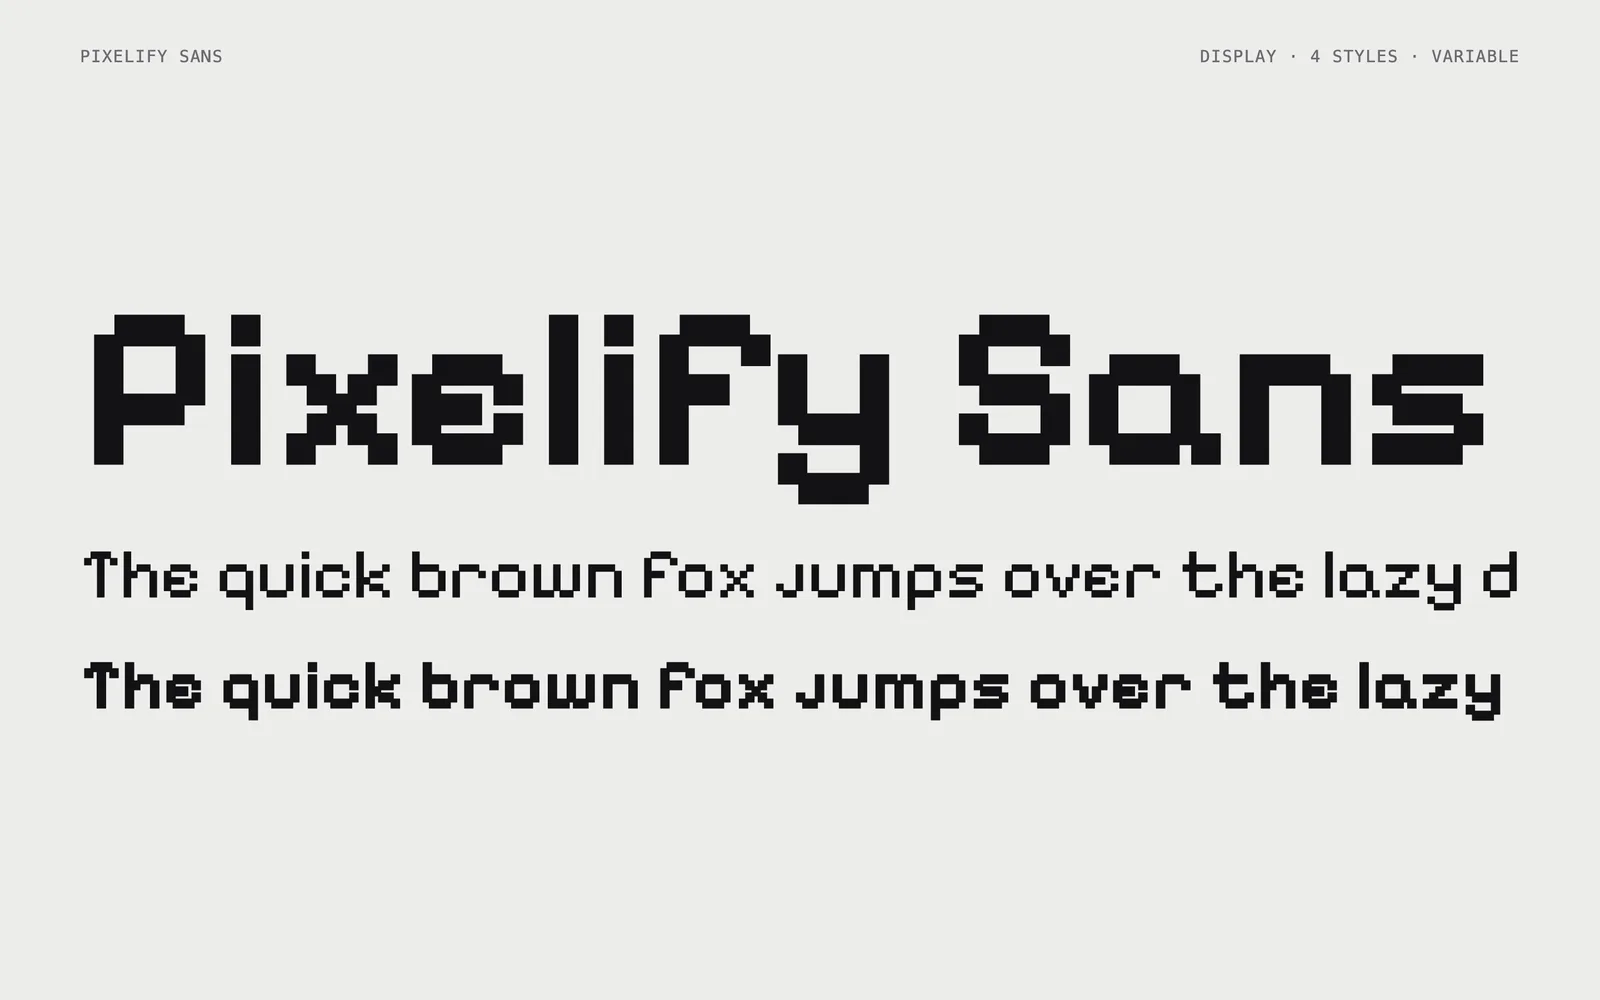 PIXELIFY SANS
DISPLAY · 4 STYLES · VARIABLE
Pixelify Sans
The quick brown fox jumps over the lazy d
The quick brown fox jumps over the lazy